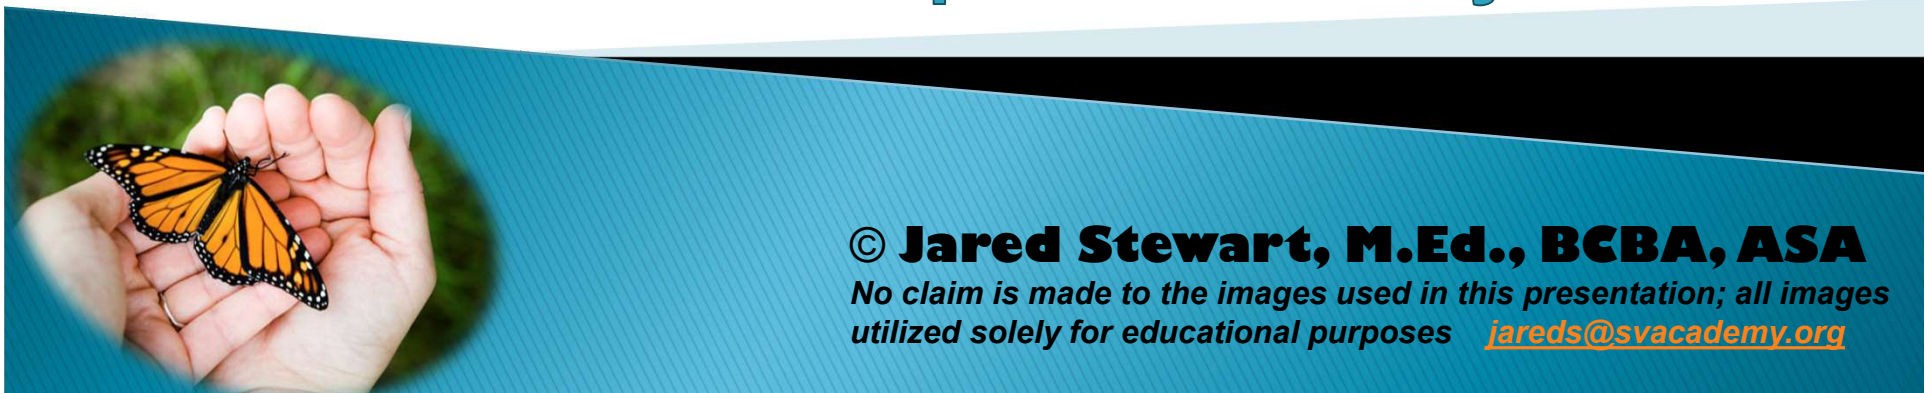 © Jared Stewart, M.Ed., BCBA, ASA
No claim is made to the images used in this presentation; all images
utilized solely for educational purposes jareds@svacademy.org